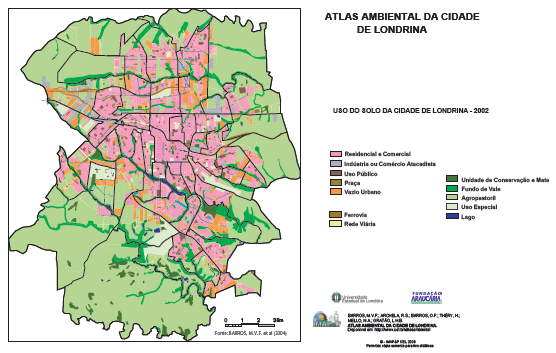 ATLAS AMBIENTAL DA CIDADE
DE LONDRINA
USO DO SOLO DA CIDADE DE LONDRINA - 2002
Residencial e Comercial
Indústria ou Comércio Atacadista
Uso Público
Praça
Vazio Urbano
Ferrovia
Rede Viária
Unidade de Conservação e Mata
Fundo de Vale
Agropastoril
Uso Especial
Lago
0 1 2 3Km
Fonte: BARROS, M.V.F. et al (2004)
Universidade
Estadual de Londrina
FUNDAÇÃO
ARAUCÁRIA
BARROS, M.V.F.; ARCHELA, R.S.; BARROS, O.F.; THÉRY, H.;
MELLO, N.A.; GRATÃO, L.H.B.
ATLAS AMBIENTAL DA CIDADE DE LONDRINA.